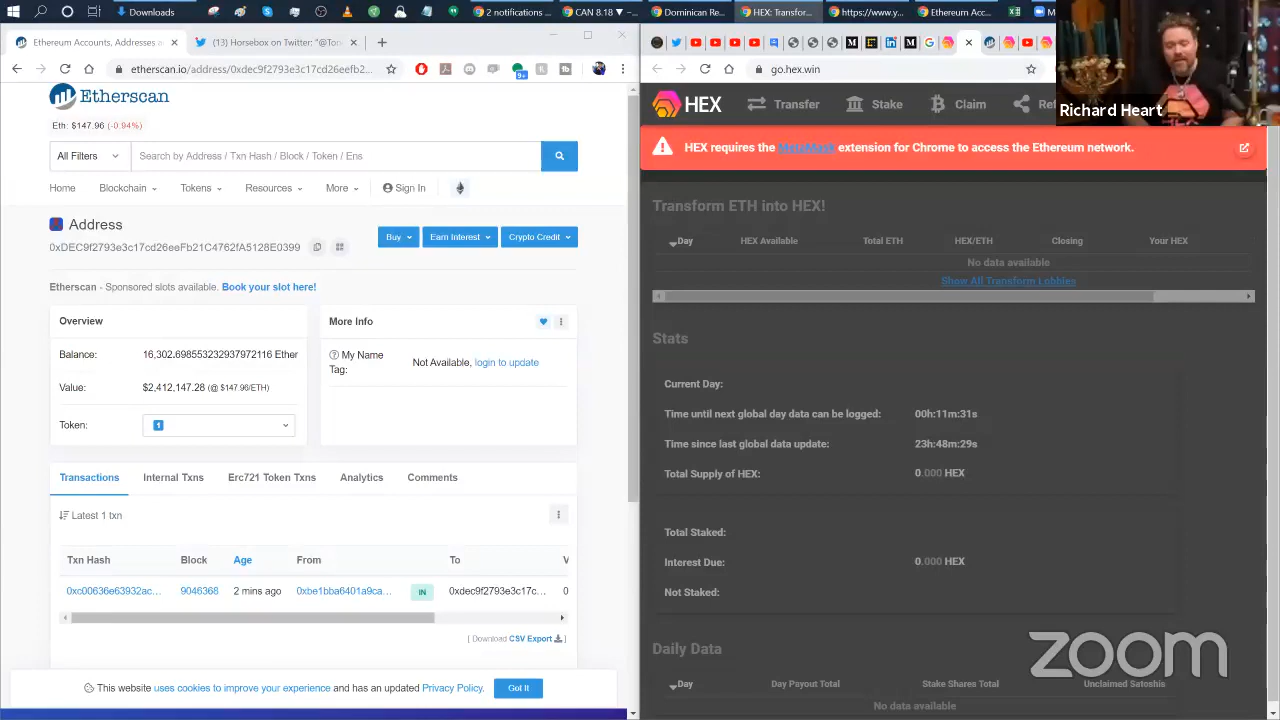 Downloads
2 notifications
CAN 8.18 ▼
Dominican
HEX: Transform
https://www.y
Ethereum A
Ethereum Accounts, Addresses a
(13) etorsexx on Twitter: "@
etherscan.io/address/0xdec9f2793e3c17cd26eefb21c...
go.hex.win
Etherscan
Eth: $147.96 (-0.94%)
All Filters
Search by Address / Txn Hash / Block / Token / Ens
Home
Blockchain
Tokens
Resources
More
Sign In
Address
0xDEC9f2793e3c17cd26eeFb21C4762fA5128E0399
Buy
Earn Interest
Crypto Credit
Etherscan - Sponsored slots available. Book your slot here!
Overview
Balance:
16,302.698553232987972116 Ether
Value:
$2,412,147.28 (@ $147.96/ETH)
Token:
1
More Info
My Name Tag:
Not Available, login to update
Transactions
Internal Txns
Erc721 Token Txns
Analytics
Comments
Latest 1 txn
Txn Hash
Block
Age
From
To
V
0xc00636e63932ac...
9046368
2 mins ago
0xbe1bba6401a9ca...
IN
0xdec9f2793e3c17c...
0
[ Download CSV Export ]
This website uses cookies to improve your experience and has an updated Privacy Policy.
Got It
HEX
Transfer
Stake
Claim
Ref
Richard Heart
HEX requires the MetaMask extension for Chrome to access the Ethereum network.
Transform ETH into HEX!
Day
HEX Available
Total ETH
HEX/ETH
Closing
Your HEX
No data available
Show All Transform Lobbies
Stats
Current Day:
Time until next global day data can be logged:
00h:11m:31s
Time since last global data update:
23h:48m:29s
Total Supply of HEX:
0.000 HEX
Total Staked:
Interest Due:
0.000 HEX
Not Staked:
Daily Data
Day
Day Payout Total
Stake Shares Total
Unclaimed Satoshis
No data available
zoom